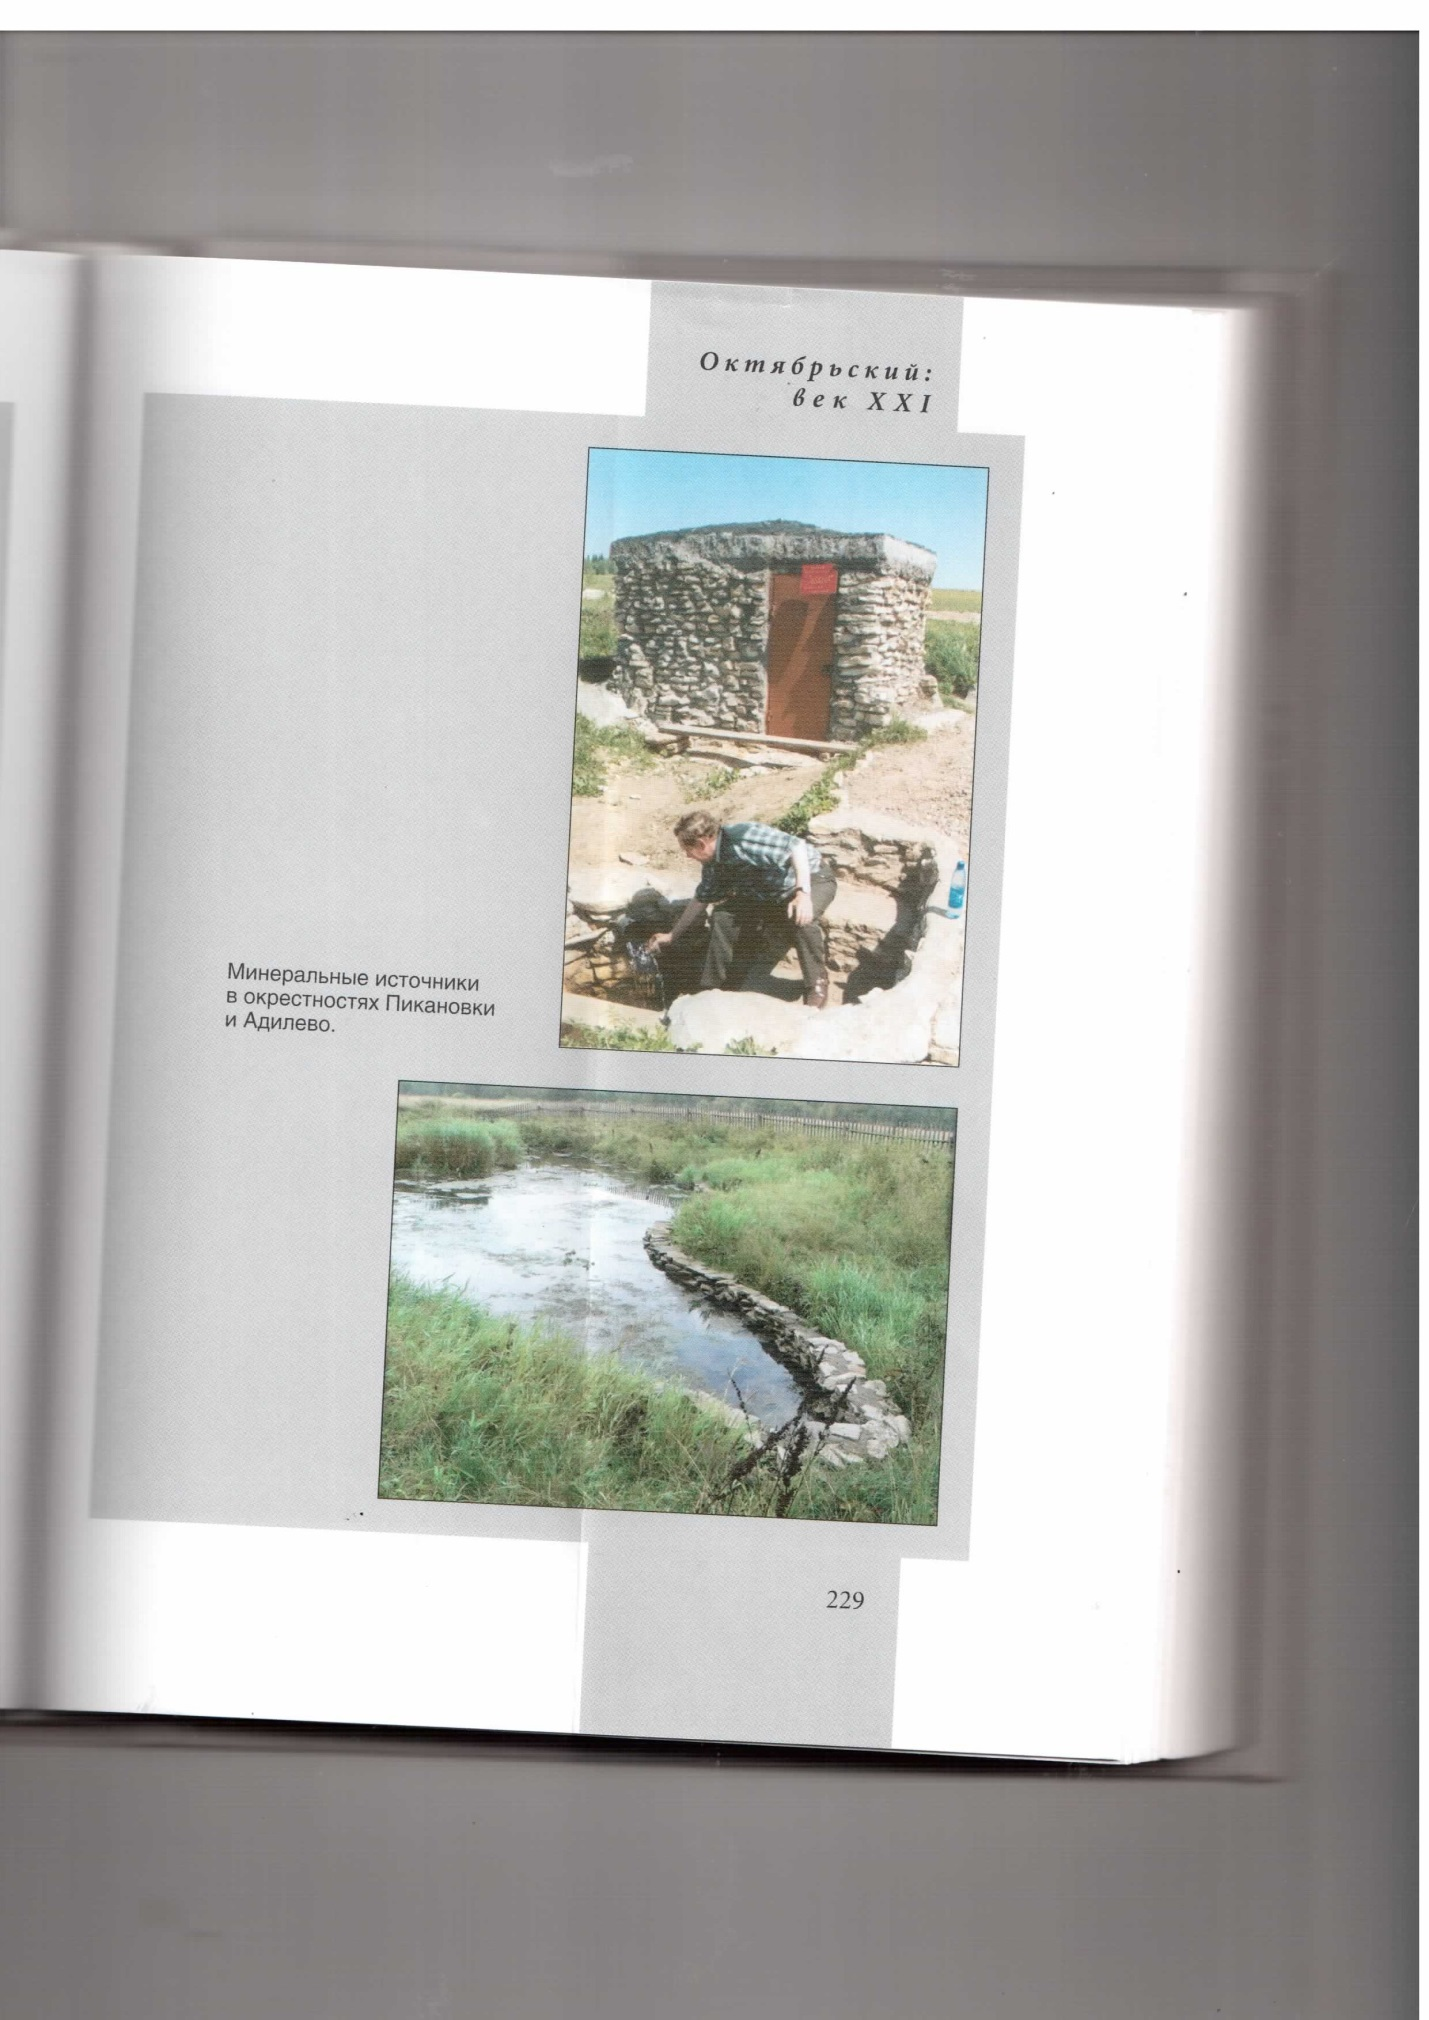 Октябрьский:
век XXI
Минеральные источники
в окрестностях Пикановки
и Адилево.
229